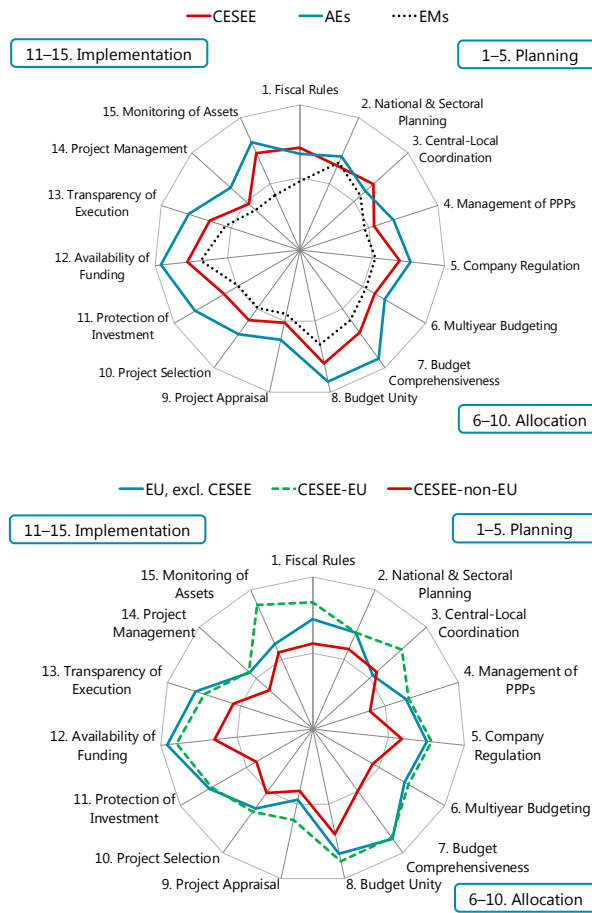 CESEE AEs EMs
11–15. Implementation
1–5. Planning
1. Fiscal Rules
2. National & Sectoral
Planning
3. Central-Local
Coordination
4. Management of PPPs
5. Company Regulation
6. Multiyear Budgeting
7. Budget
Comprehensiveness
8. Budget Unity
9. Project Appraisal
10. Project Selection
11. Protection of
Investment
12. Availability of
Funding
13. Transparency of
Execution
14. Project Management
15. Monitoring of Assets
6–10. Allocation
EU, excl. CESEE CESEE-EU CESEE-non-EU
11–15. Implementation
1–5. Planning
1. Fiscal Rules
2. National & Sectoral
Planning
3. Central-Local
Coordination
4. Management of
PPPs
5. Company
Regulation
6. Multiyear Budgeting
7. Budget
Comprehensiveness
8. Budget Unity
9. Project Appraisal
10. Project Selection
11. Protection of
Investment
12. Availability of
Funding
13. Transparency of
Execution
14. Project
Management
15. Monitoring of
Assets
6–10. Allocation